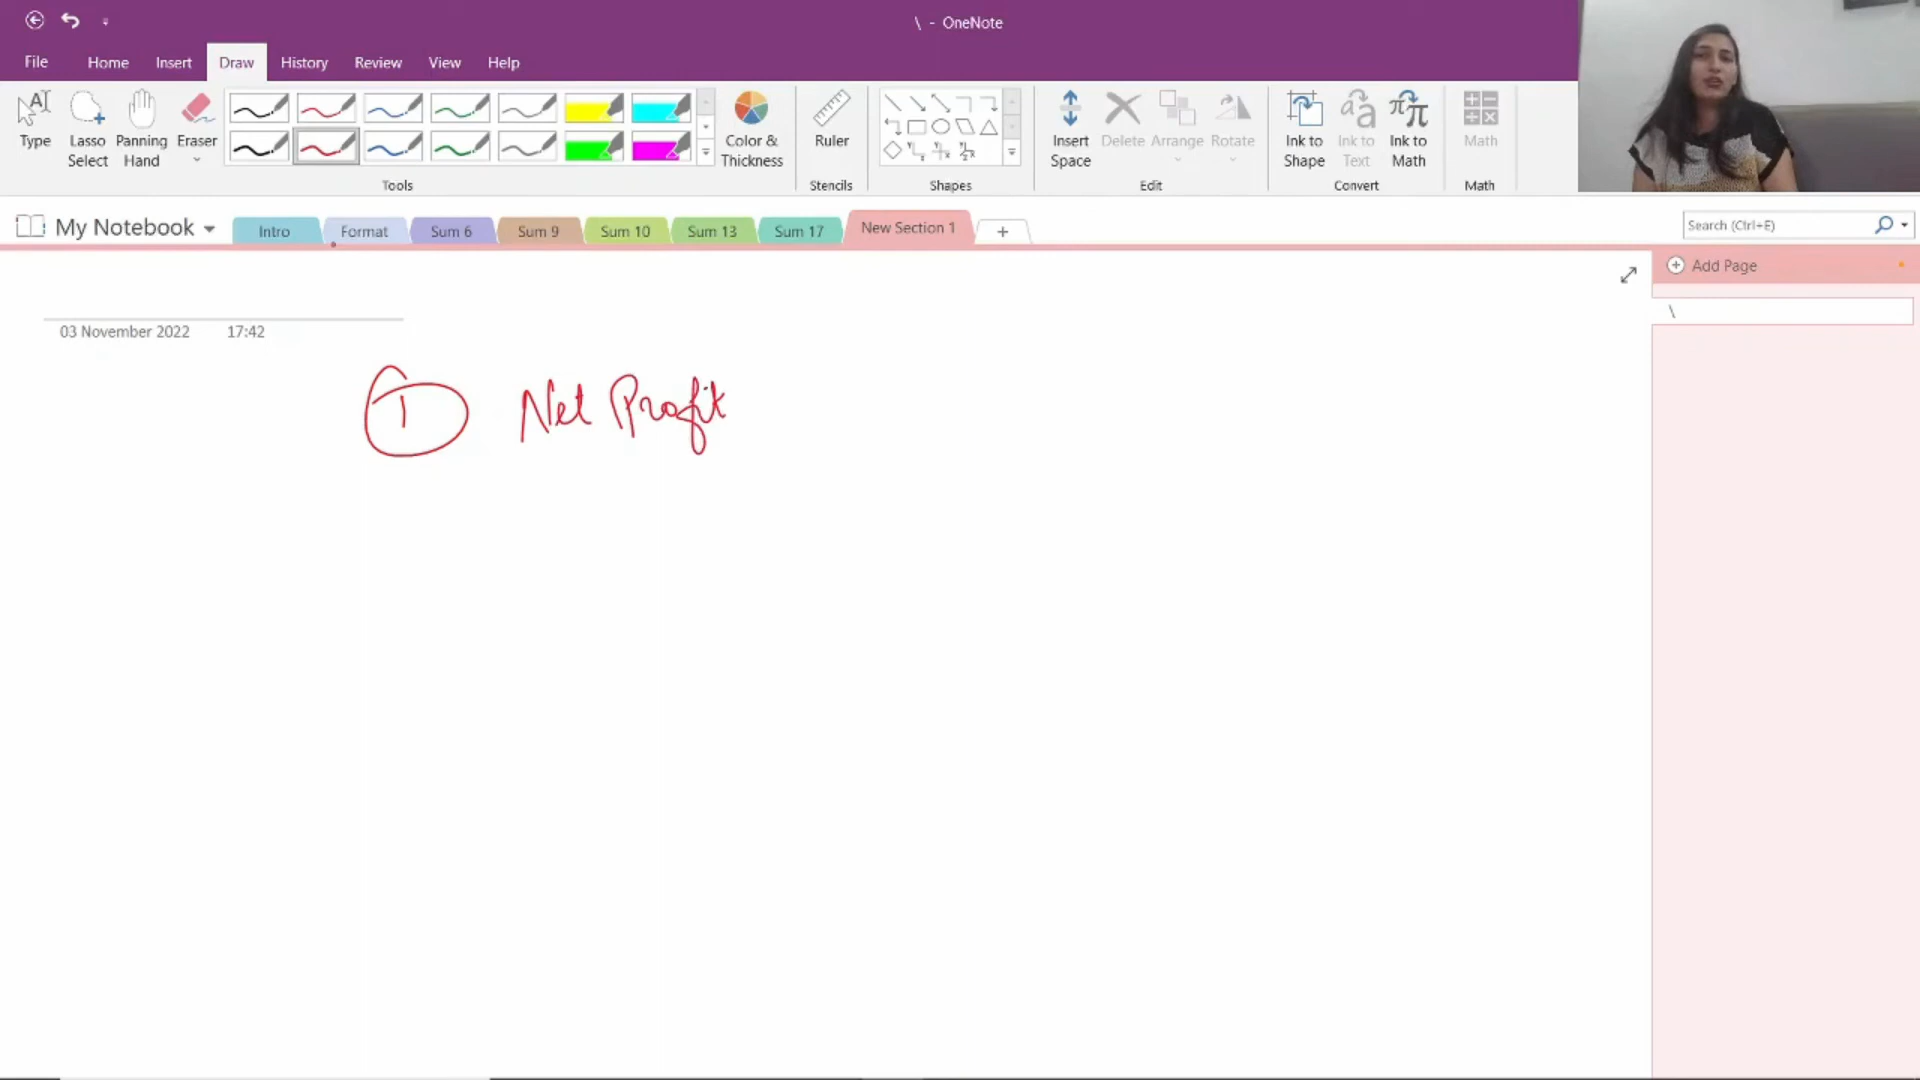 \ - OneNote
File Home Insert Draw History Review View Help
Type Lasso Select Panning Hand Eraser Color & Thickness Ruler Insert Space Delete Arrange Rotate Ink to Shape Ink to Text Ink to Math Math
Tools Stencils Shapes Edit Convert Math
My Notebook Intro Format Sum 6 Sum 9 Sum 10 Sum 13 Sum 17 New Section 1 + Search (Ctrl+E)
Add Page
\
03 November 2022 17:42
1 Net Profit